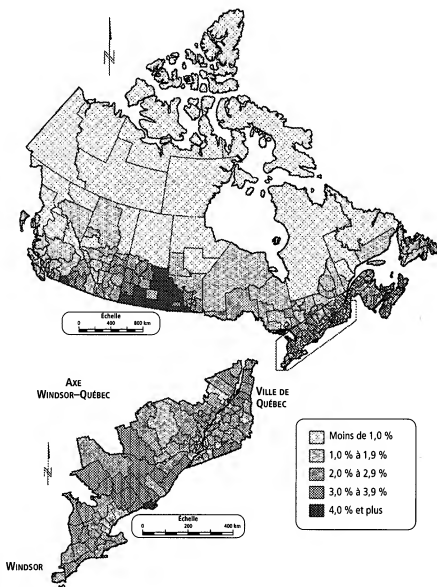 N
Échelle
0 400 800 km
AXE
WINDSOR–QUÉBEC
VILLE DE
QUÉBEC
N
Moins de 1,0 %
1,0 % à 1,9 %
2,0 % à 2,9 %
3,0 % à 3,9 %
4,0 % et plus
Échelle
0 200 400 km
WINDSOR